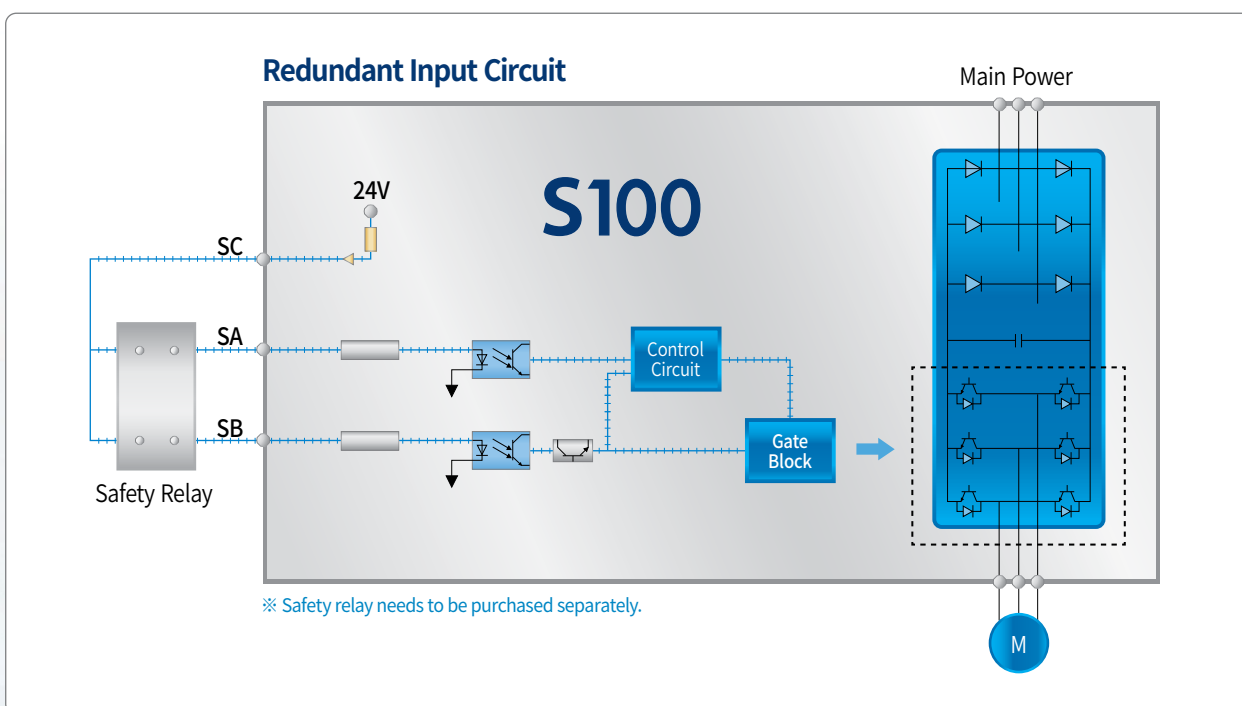 Redundant Input Circuit
Main Power
S100
24V
SC
SA
Control
Circuit
SB
Gate
Block
Safety Relay
※ Safety relay needs to be purchased separately.
M